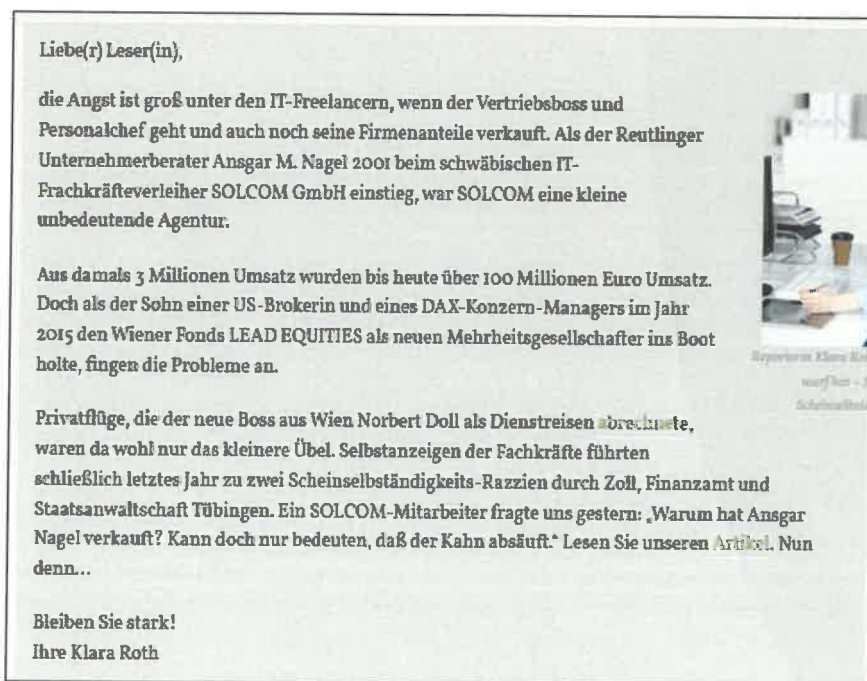 Liebe(r) Leser(in),
die Angst ist groß unter den IT-Freelancern, wenn der Vertriebsboss und
Personalchef geht und auch noch seine Firmenanteile verkauft. Als der Reutlinger
Unternehmerberater Ansgar M. Nagel 2001 beim schwäbischen IT-
Frachkräfteverleiher SOLCOM GmbH einstieg, war SOLCOM eine kleine
unbedeutende Agentur.
Aus damals 3 Millionen Umsatz wurden bis heute über 100 Millionen Euro Umsatz.
Doch als der Sohn einer US-Brokerin und eines DAX-Konzern-Managers im Jahr
2015 den Wiener Fonds LEAD EQUITIES als neuen Mehrheitsgesellschafter ins Boot
holte, fingen die Probleme an.
Reporterin Klara
Privatflüge, die der neue Boss aus Wien Norbert Doll als Dienstreisen abrechnete,
waren da wohl nur das kleinere Übel. Selbstanzeigen der Fachkräfte führten
schließlich letztes Jahr zu zwei Scheinselbständigkeits-Razzien durch Zoll, Finanzamt und
Staatsanwaltschaft Tübingen. Ein SOLCOM-Mitarbeiter fragte uns gestern: „Warum hat Ansgar
Nagel verkauft? Kann doch nur bedeuten, daß der Kahn absäuft.“ Lesen Sie unseren Artikel. Nun
denn...
Bleiben Sie stark!
Ihre Klara Roth